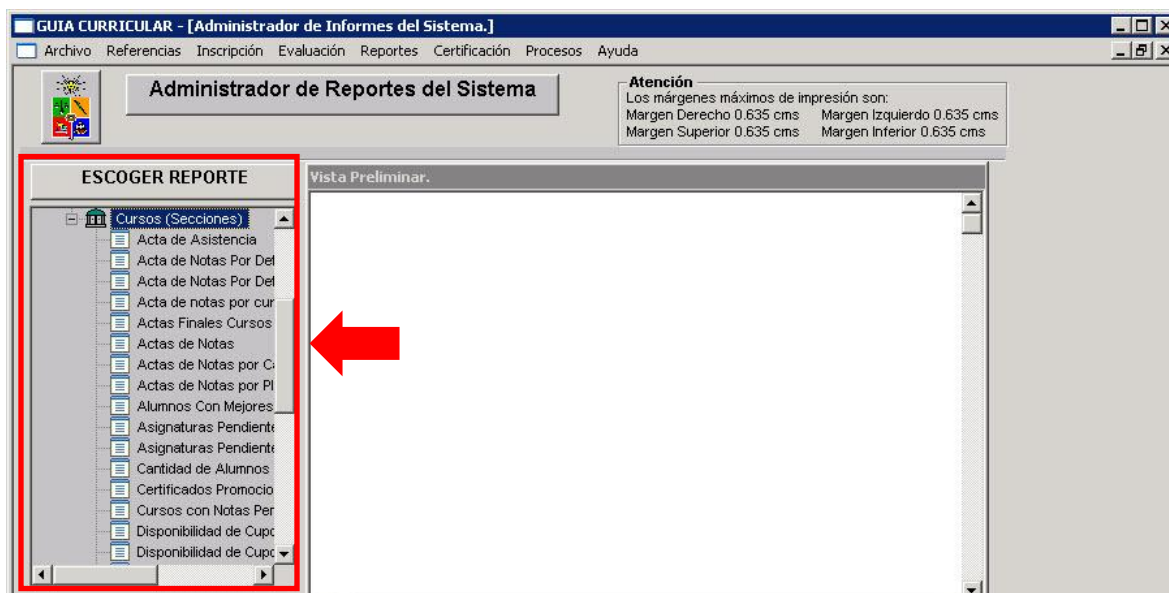 GUIA CURRICULAR - [Administrador de Informes del Sistema.]
Archivo Referencias Inscripción Evaluación Reportes Certificación Procesos Ayuda
Administrador de Reportes del Sistema
Atención
Los márgenes máximos de impresión son:
Margen Derecho 0.635 cms Margen Izquierdo 0.635 cms
Margen Superior 0.635 cms Margen Inferior 0.635 cms
ESCOGER REPORTE
Vista Preliminar.
Cursos (Secciones)
Acta de Asistencia
Acta de Notas Por Def
Acta de Notas Por Def
Acta de notas por cur
Actas Finales Cursos
Actas de Notas
Actas de Notas por
Actas de Notas por Pl
Alumnos Con Mejores
Asignaturas Pendiente
Asignaturas Pendiente
Cantidad de Alumnos
Certificados Promocio
Cursos con Notas Per
Disponibilidad de Cupo
Disponibilidad de Cupo